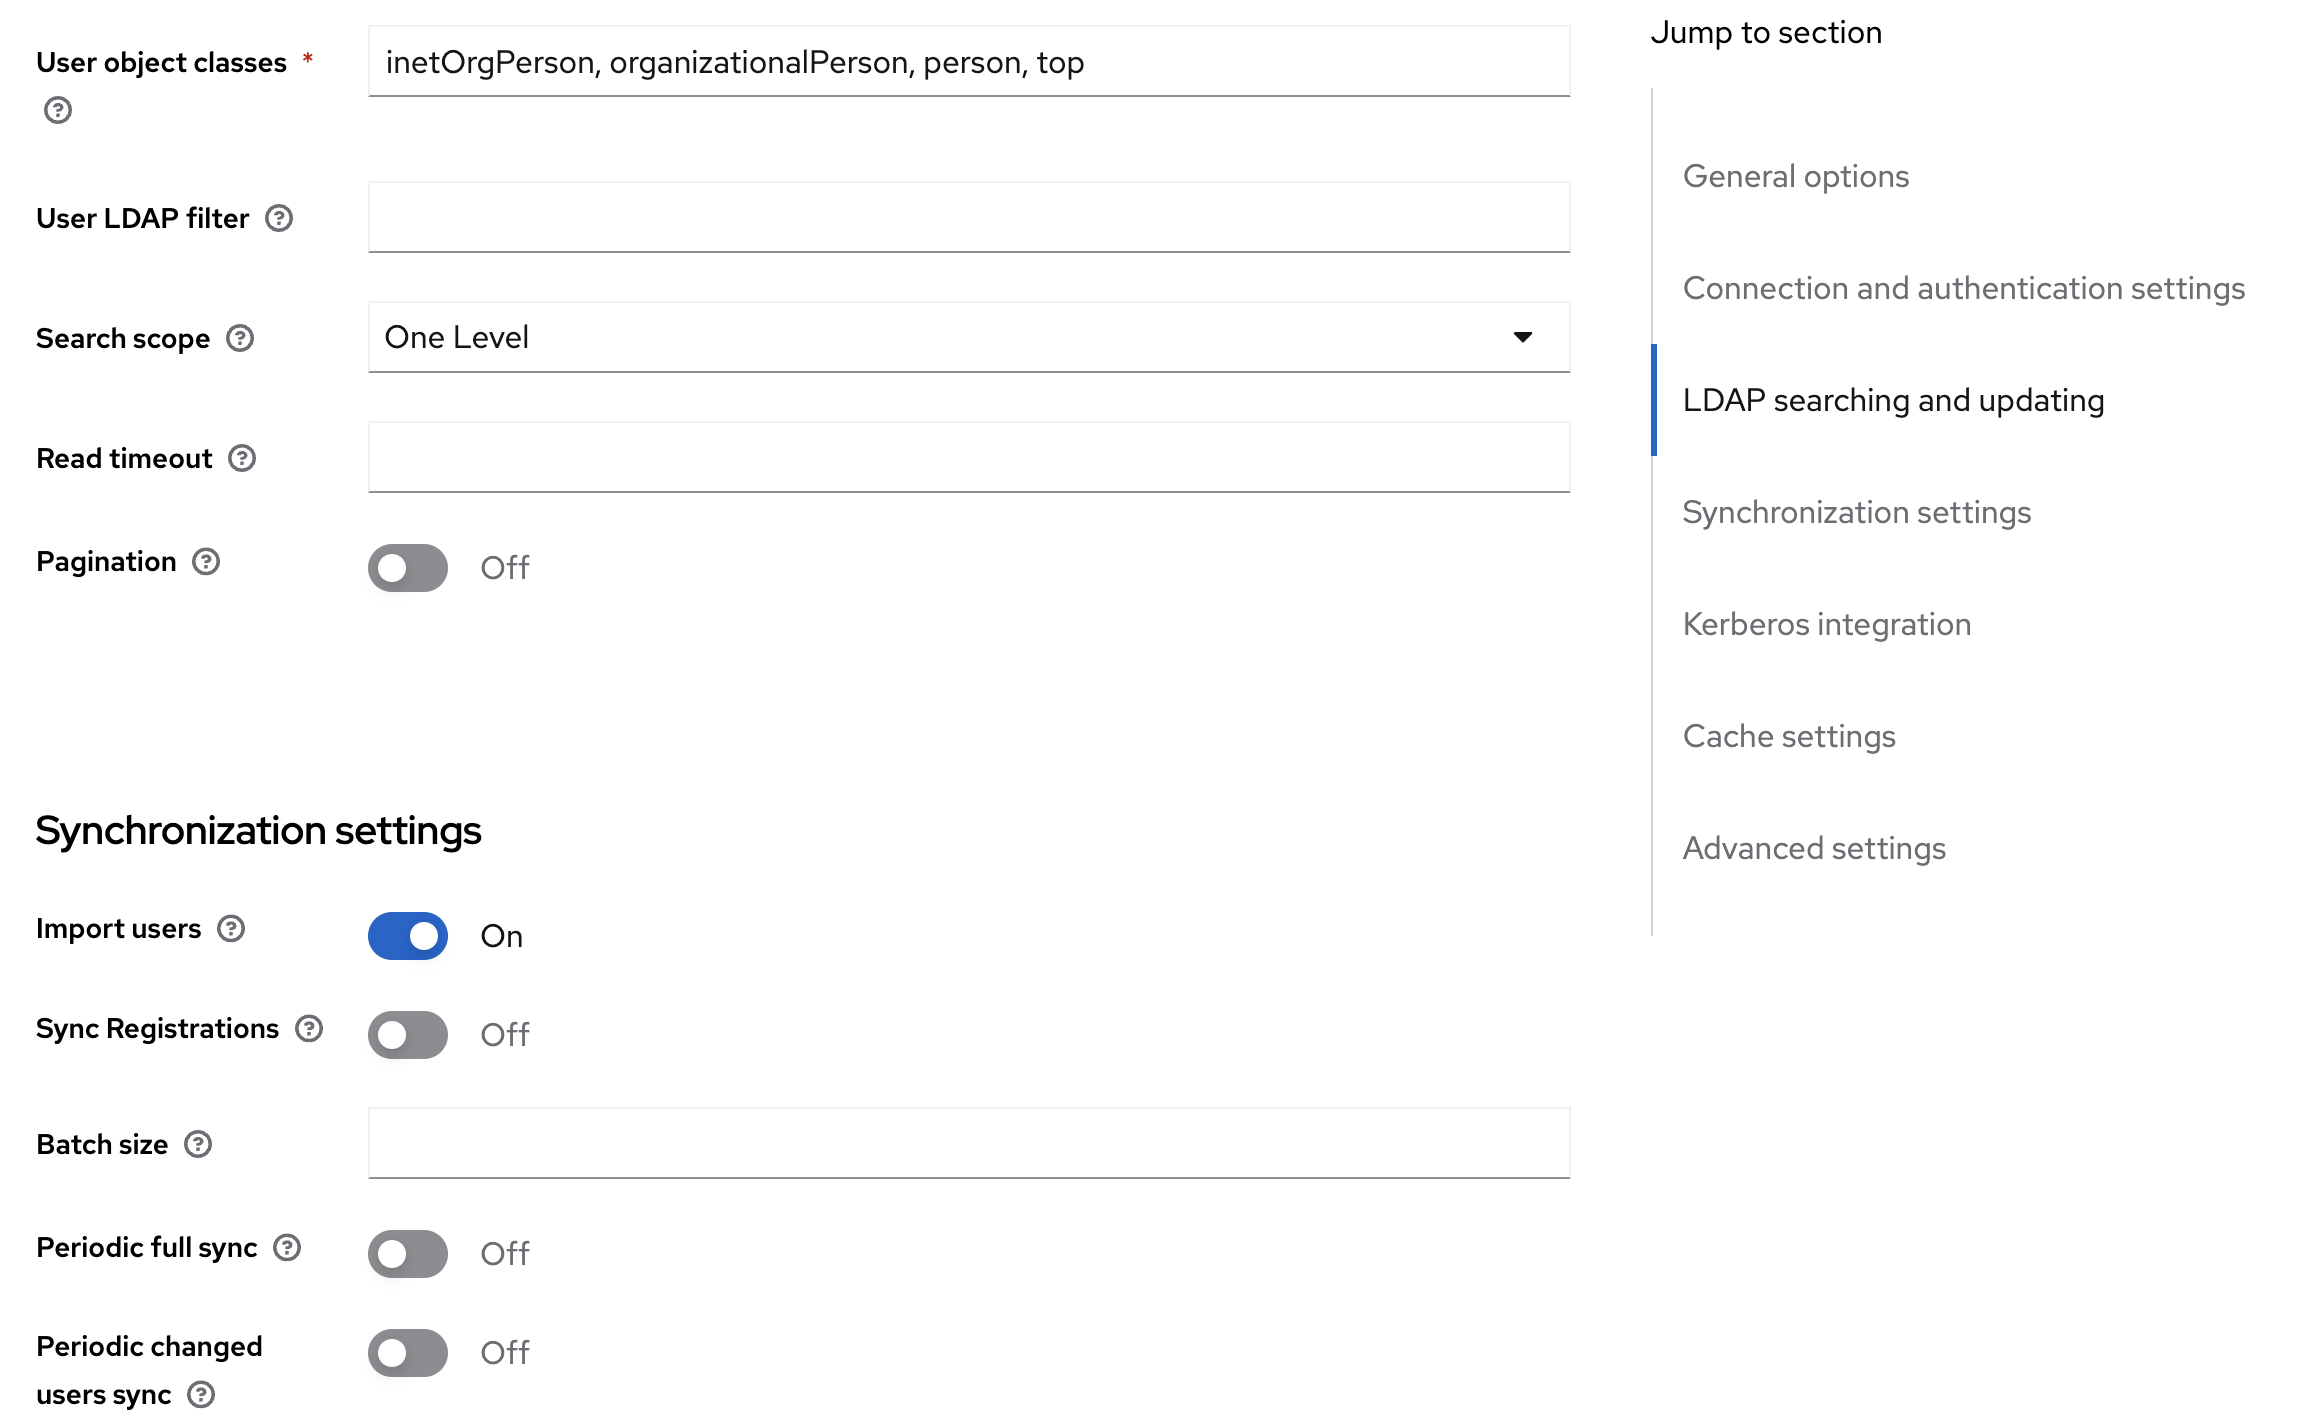 User object classes *
inetOrgPerson, organizationalPerson, person, top
User LDAP filter
Search scope
One Level
Read timeout
Pagination
Off
Synchronization settings
Import users
On
Sync Registrations
Off
Batch size
Periodic full sync
Off
Periodic changed
users sync
Off
Jump to section
General options
Connection and authentication settings
LDAP searching and updating
Synchronization settings
Kerberos integration
Cache settings
Advanced settings